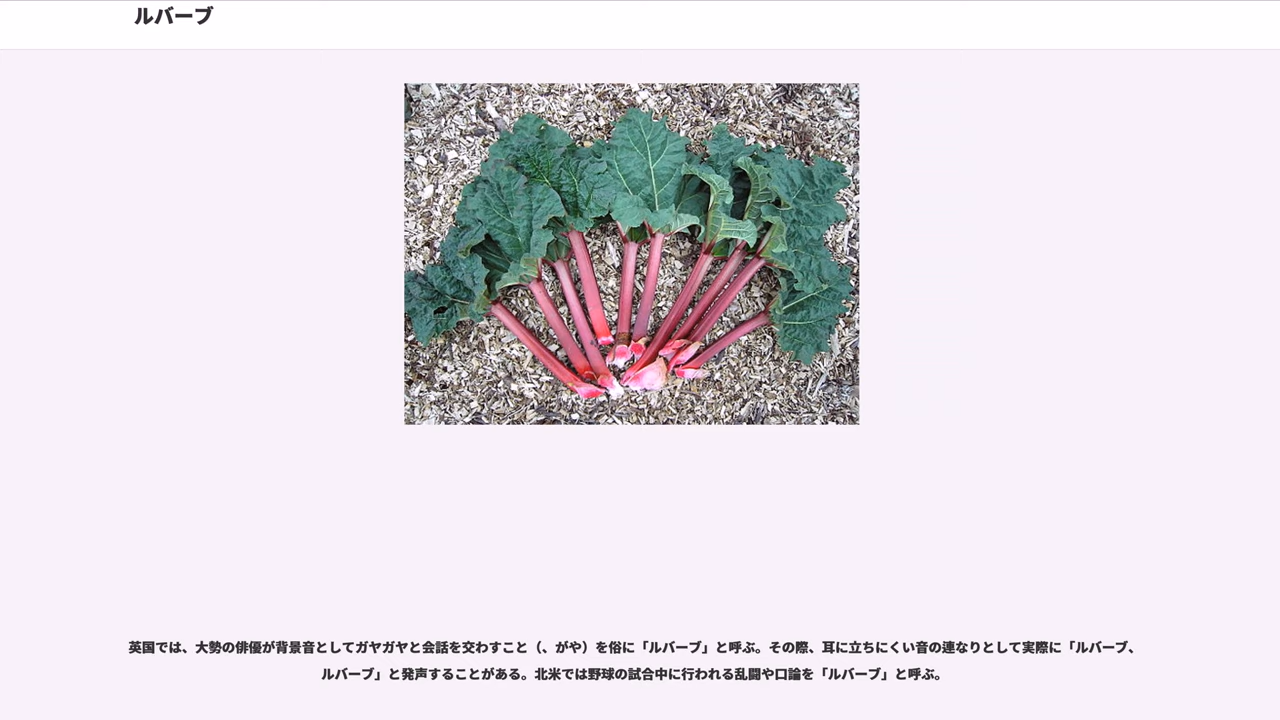 ルバーブ
英国では、大勢の俳優が背景音としてガヤガヤと会話を交わすこと（、がや）を俗に「ルバーブ」と呼ぶ。その際、耳に立ちにくい音の連なりとして実際に「ルバーブ、
ルバーブ」と発声することがある。北米では野球の試合中に行われる乱闘や口論を「ルバーブ」と呼ぶ。